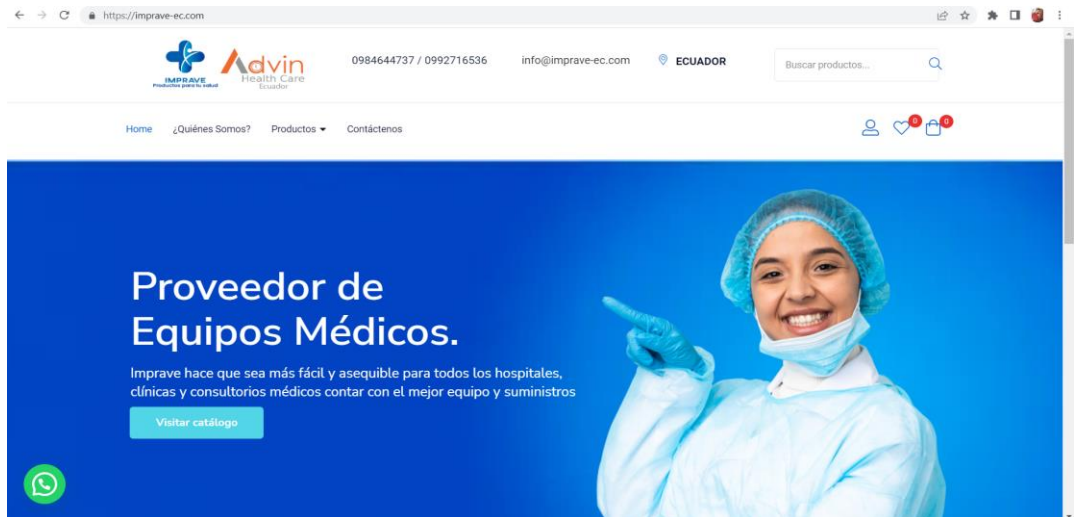 https://imprave-ec.com
IMPRAVE
Productos para tu salud
Advin
Health Care
Ecuador
0984644737 / 0992716536
info@imprave-ec.com
ECUADOR
Buscar productos...
Home
¿Quiénes Somos?
Productos
Contáctenos
0
0
Proveedor de
Equipos Médicos.
Imprave hace que sea más fácil y asequible para todos los hospitales,
clínicas y consultorios médicos contar con el mejor equipo y suministros
Visitar catálogo